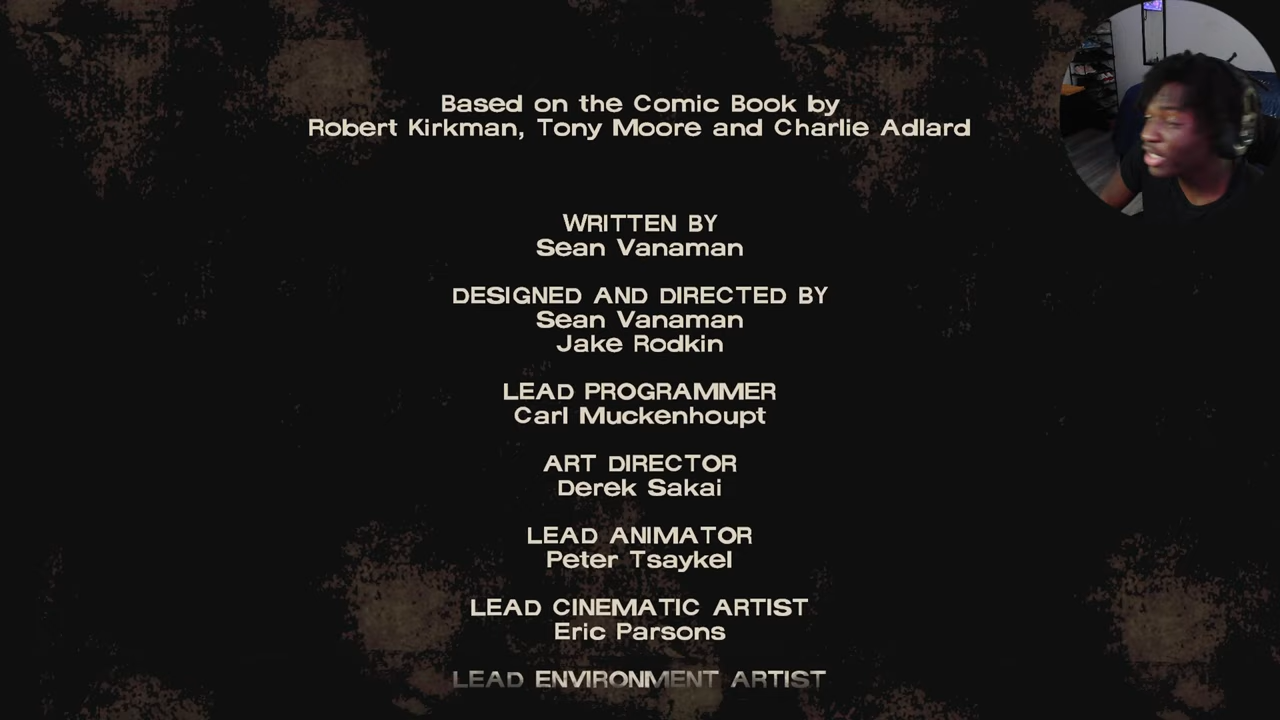 Based on the Comic Book by
Robert Kirkman, Tony Moore and Charlie Adlard
WRITTEN BY
Sean Vanaman
DESIGNED AND DIRECTED BY
Sean Vanaman
Jake Rodkin
LEAD PROGRAMMER
Carl Muckenhoupt
ART DIRECTOR
Derek Sakai
LEAD ANIMATOR
Peter Tsaykel
LEAD CINEMATIC ARTIST
Eric Parsons
LEAD ENVIRONMENT ARTIST